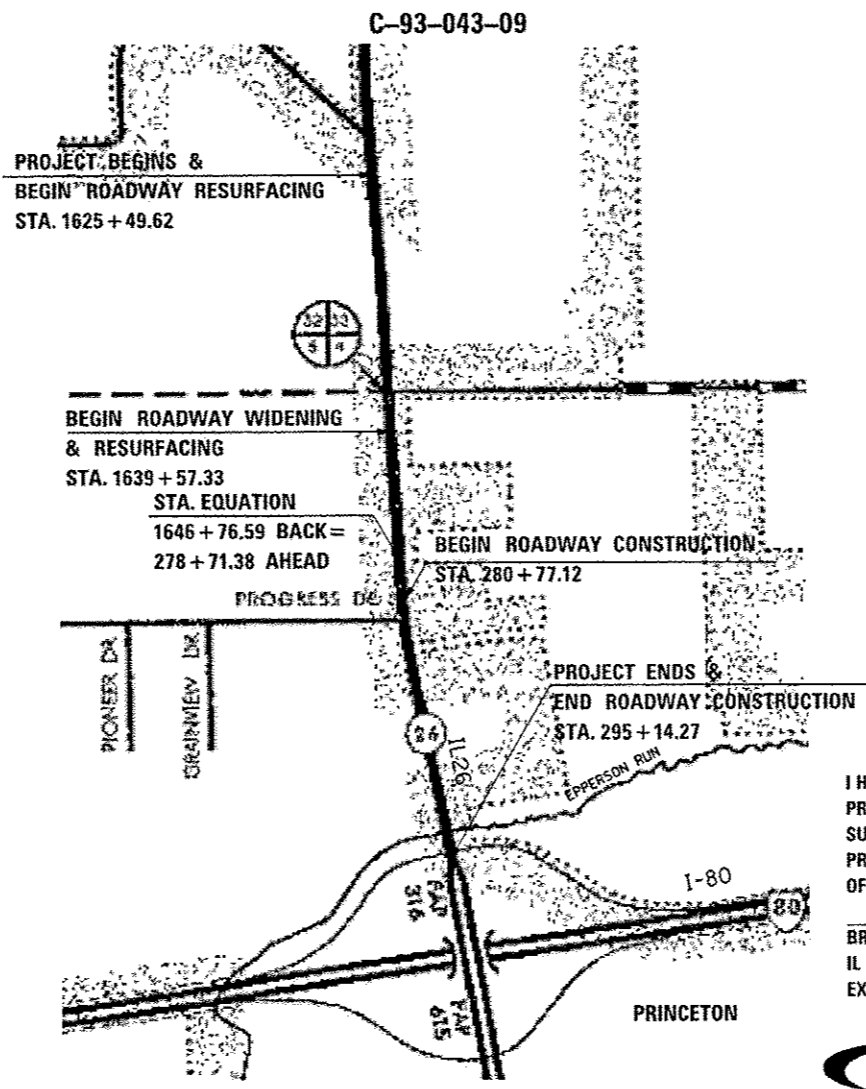 C-93-043-09
PROJECT BEGINS &
BEGIN ROADWAY RESURFACING
STA. 1625+49.62
32 33
5 4
BEGIN ROADWAY WIDENING
& RESURFACING
STA. 1639+57.33
STA. EQUATION
1646+76.59 BACK=
278+71.38 AHEAD
BEGIN ROADWAY CONSTRUCTION
STA. 280+77.12
PROGRESS
PIONEER DR.
GRAINVIEW DR.
PROJECT ENDS &
END ROADWAY CONSTRUCTION
STA. 295+14.27
26
IL26
EPPERSON RUN
I-80
80
FAP
316
FAP
615
PRINCETON
I H
PR
SU
PR
OF
BR
IL
EX